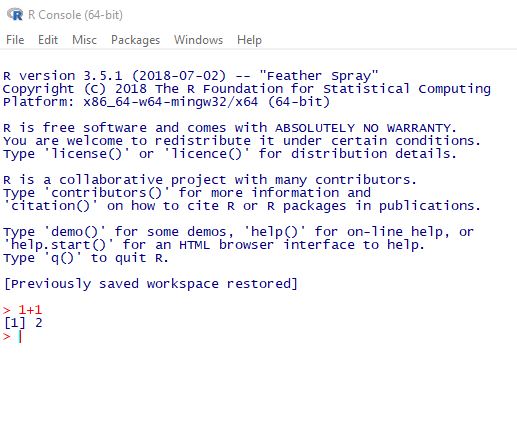 R Console (64-bit)
File Edit Misc Packages Windows Help
R version 3.5.1 (2018-07-02) -- "Feather Spray"
Copyright (C) 2018 The R Foundation for Statistical Computing
Platform: x86_64-w64-mingw32/x64 (64-bit)
R is free software and comes with ABSOLUTELY NO WARRANTY.
You are welcome to redistribute it under certain conditions.
Type 'license()' or 'licence()' for distribution details.
R is a collaborative project with many contributors.
Type 'contributors()' for more information and
'citation()' on how to cite R or R packages in publications.
Type 'demo()' for some demos, 'help()' for on-line help, or
'help.start()' for an HTML browser interface to help.
Type 'q()' to quit R.
[Previously saved workspace restored]
> 1+1
[1] 2
>